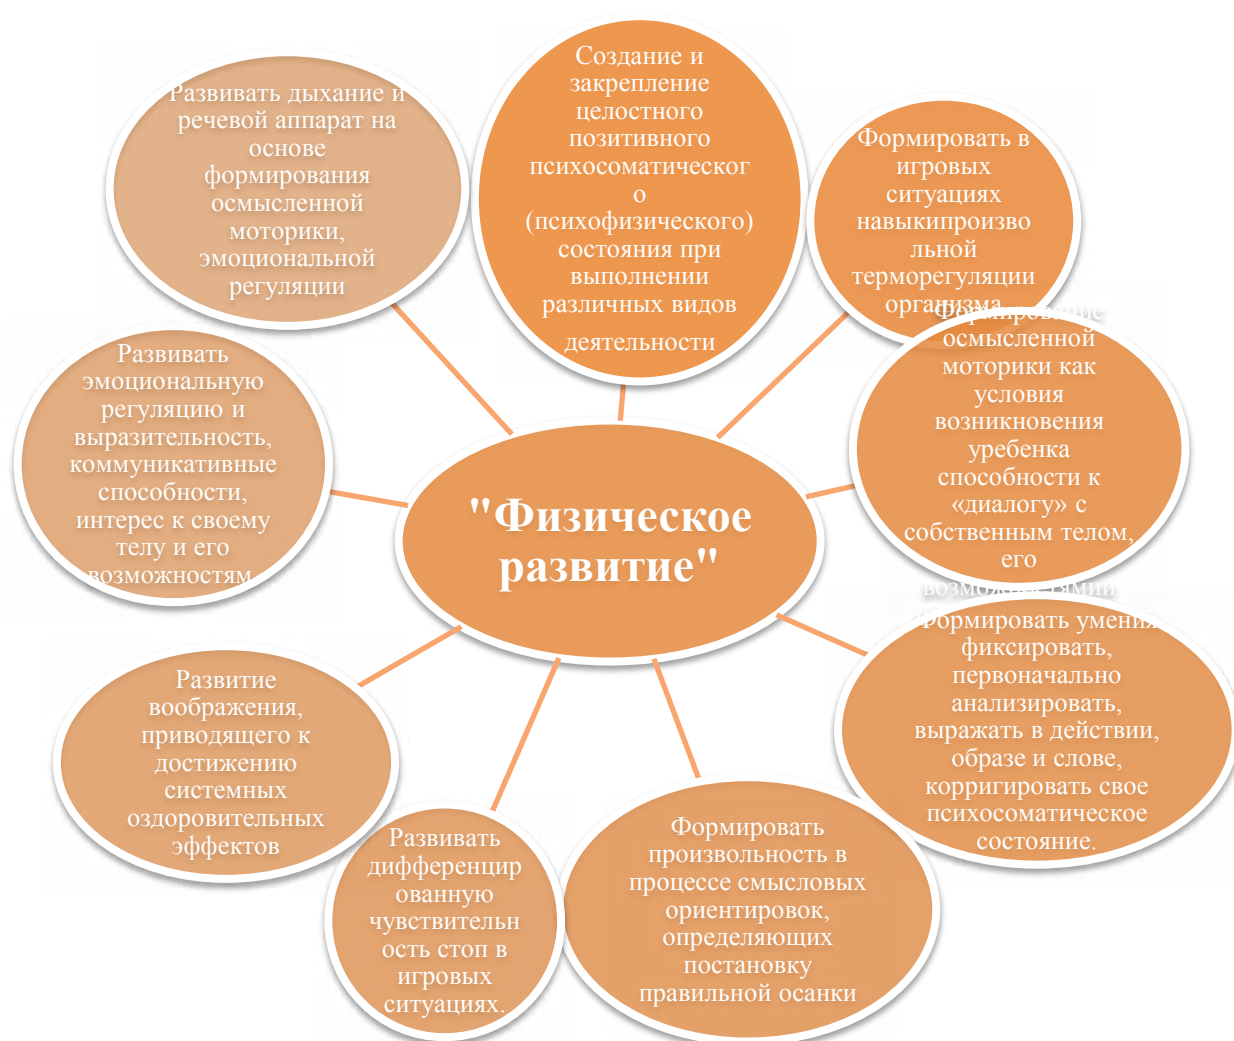 Создание и
закрепление
целостного
позитивного
психосоматическог
о
(психофизического)
состояния при
выполнении
различных видов
деятельности
Формировать в
игровых
ситуациях
навыкипроизво
льной
терморегуляции
организма
Формирование
осмысленной
моторики как
условия
возникновения
уребенка
способности к
«диалогу» с
собственным телом,
его
возможностямии
Формировать умения
фиксировать,
первоначально
анализировать,
выражать в действии,
образе и слове,
корригировать свое
психосоматическое
состояние.
Формировать
произвольность в
процессе смысловых
ориентировок,
определяющих
постановку
правильной осанки
Развивать
дифференцир
ованную
чувствительн
ость стоп в
игровых
ситуациях.
Развитие
воображения,
приводящего к
достижению
системных
оздоровительных
эффектов
Развивать
эмоциональную
регуляцию и
выразительность,
коммуникативные
способности,
интерес к своему
телу и его
возможностям
Развивать дыхание и
речевой аппарат на
основе
формирования
осмысленной
моторики,
эмоциональной
регуляции
"Физическое
развитие"